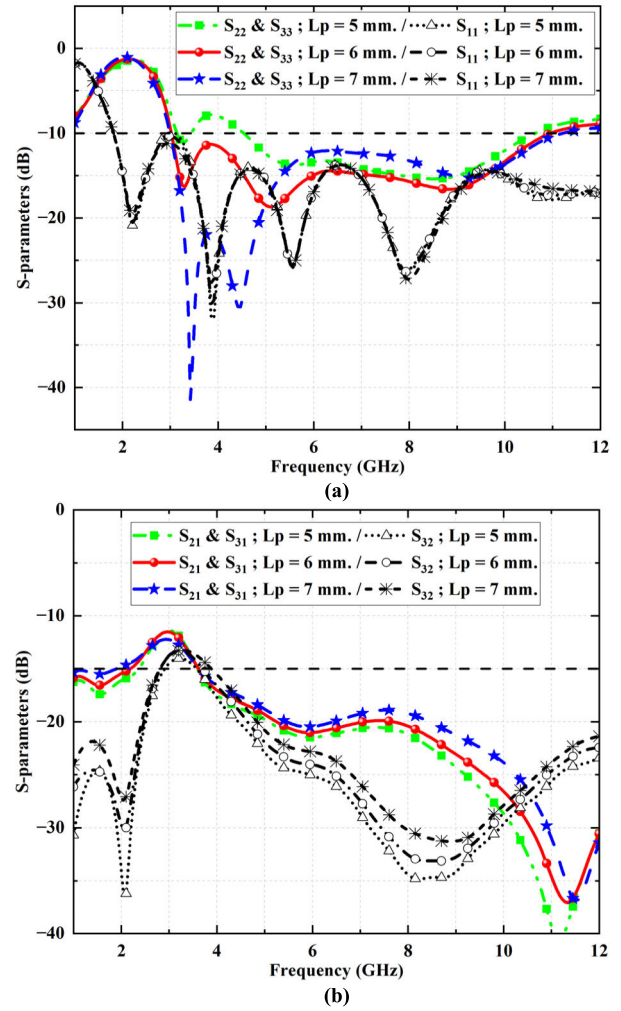 S22 & S33 ; Lp = 5 mm. / S11 ; Lp = 5 mm.
S22 & S33 ; Lp = 6 mm. / S11 ; Lp = 6 mm.
S22 & S33 ; Lp = 7 mm. / S11 ; Lp = 7 mm.
0
−10
−20
−30
−40
S-parameters (dB)
2 4 6 8 10 12
Frequency (GHz)
(a)
S21 & S31 ; Lp = 5 mm. / S32 ; Lp = 5 mm.
S21 & S31 ; Lp = 6 mm. / S32 ; Lp = 6 mm.
S21 & S31 ; Lp = 7 mm. / S32 ; Lp = 7 mm.
0
−10
−20
−30
−40
S-parameters (dB)
2 4 6 8 10 12
Frequency (GHz)
(b)